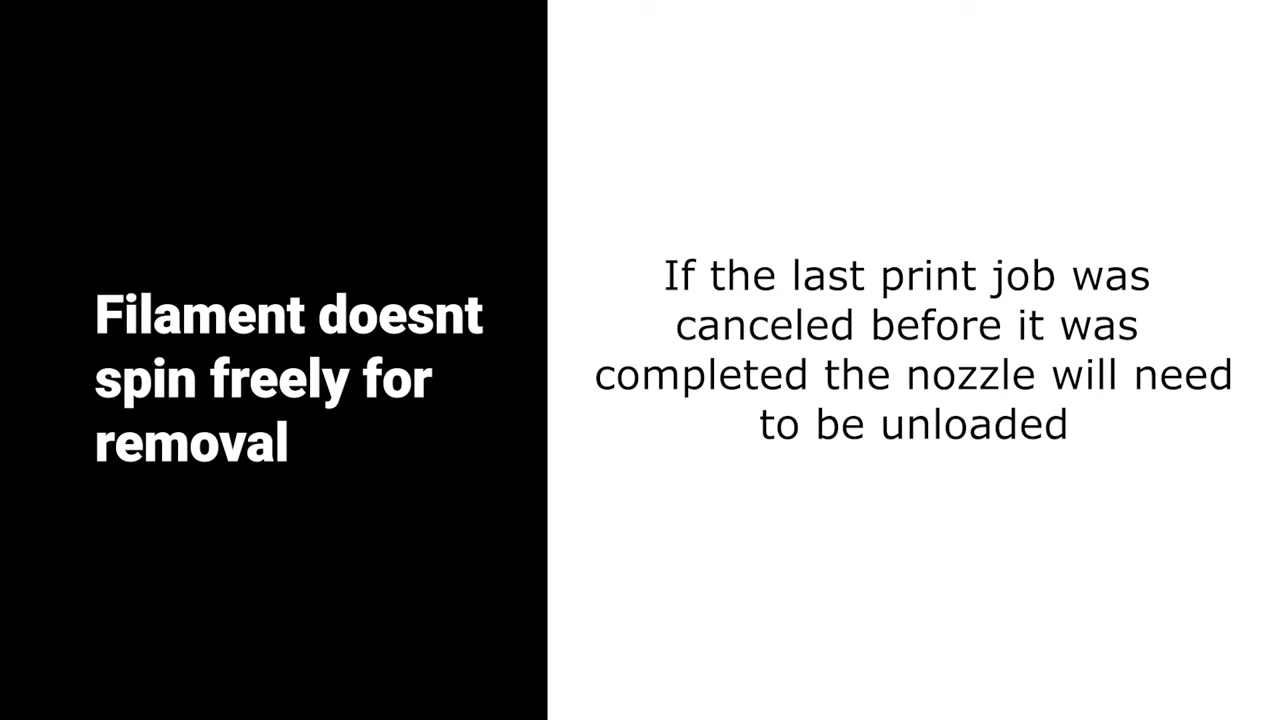 Filament doesnt
spin freely for
removal
If the last print job was
canceled before it was
completed the nozzle will need
to be unloaded